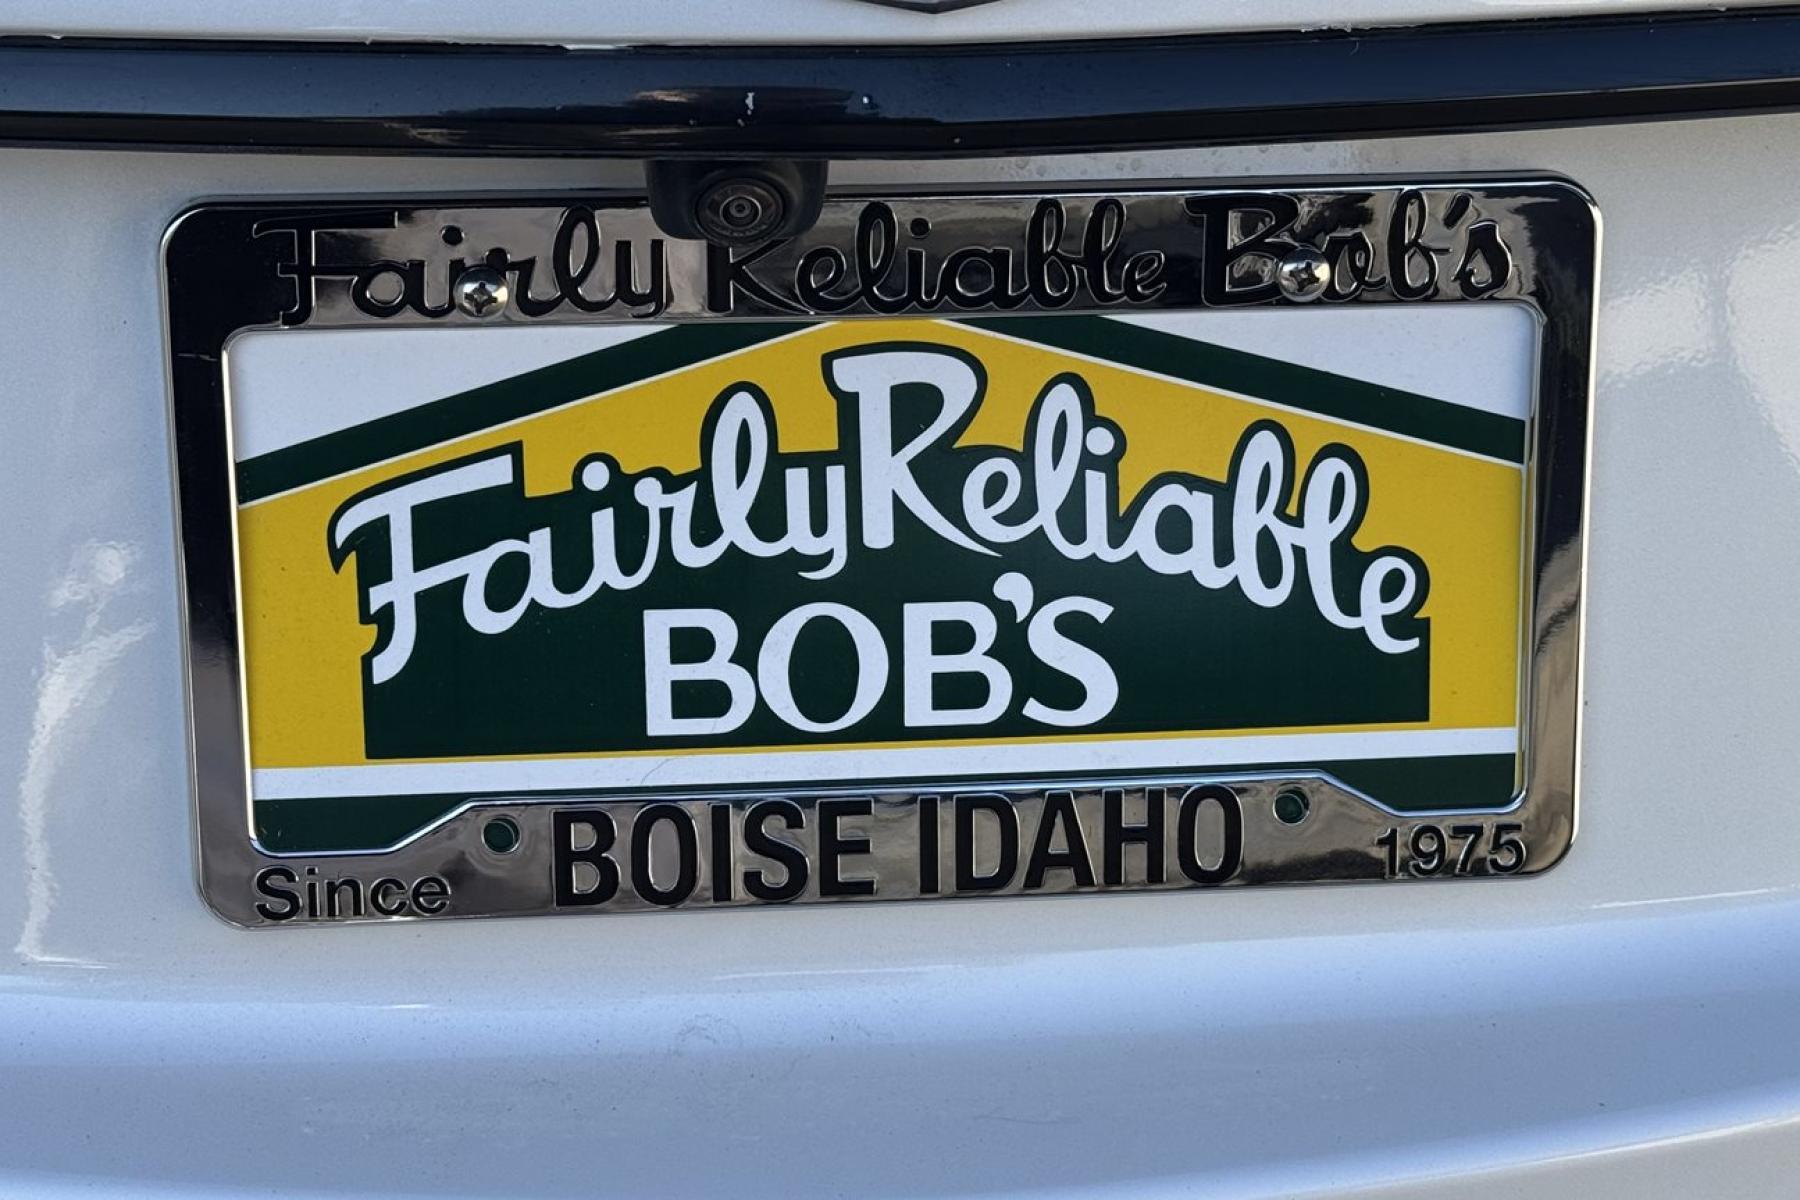 Fairly Reliable Bob's
Fairly Reliable
BOB'S
BOISE IDAHO
Since 1975